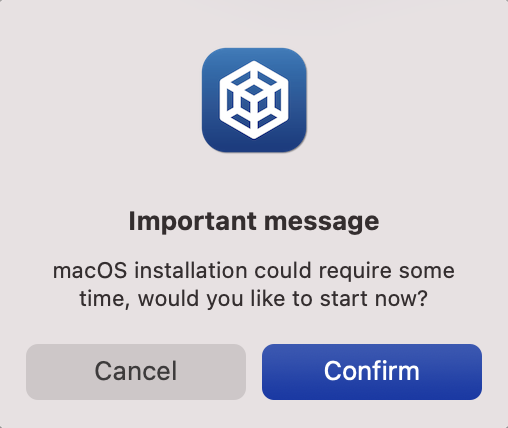 Important message
macOS installation could require some
time, would you like to start now?
Cancel
Confirm